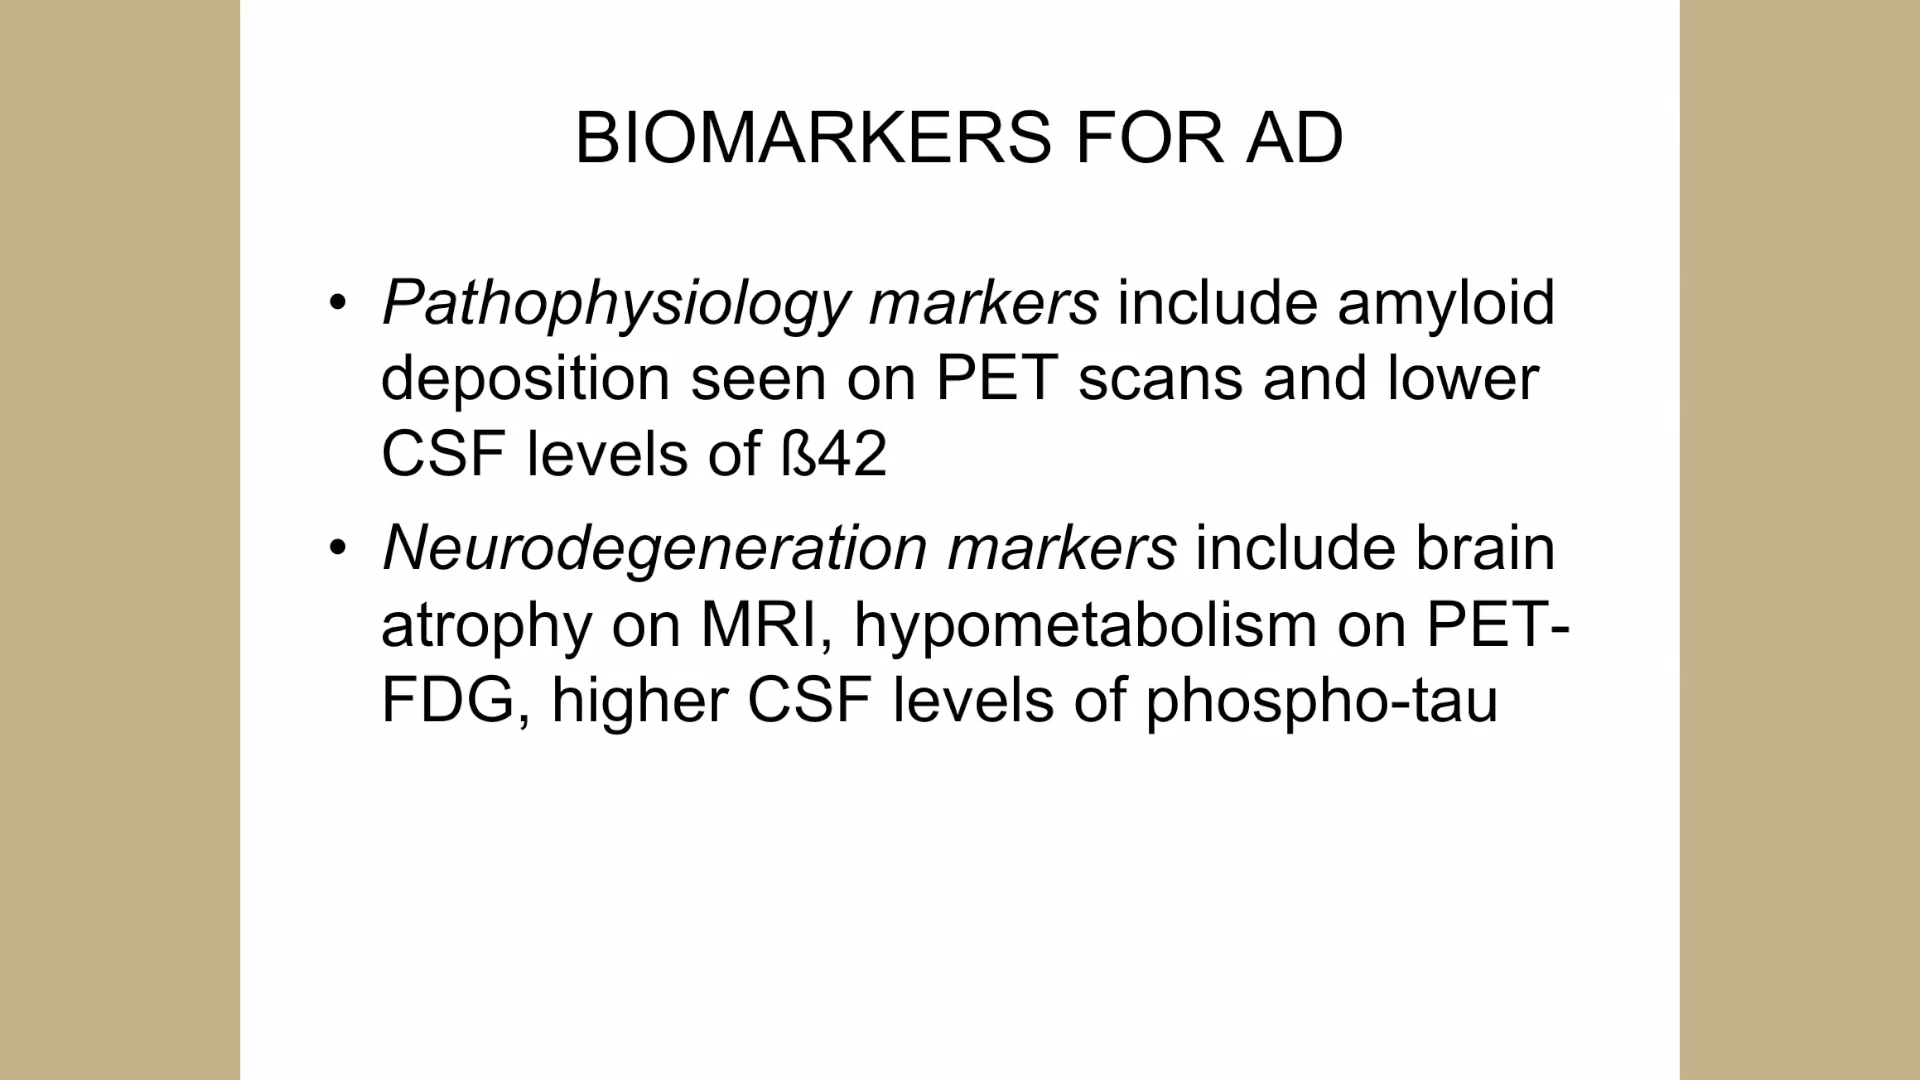 BIOMARKERS FOR AD
• Pathophysiology markers include amyloid
deposition seen on PET scans and lower
CSF levels of ß42
• Neurodegeneration markers include brain
atrophy on MRI, hypometabolism on PET-
FDG, higher CSF levels of phospho-tau